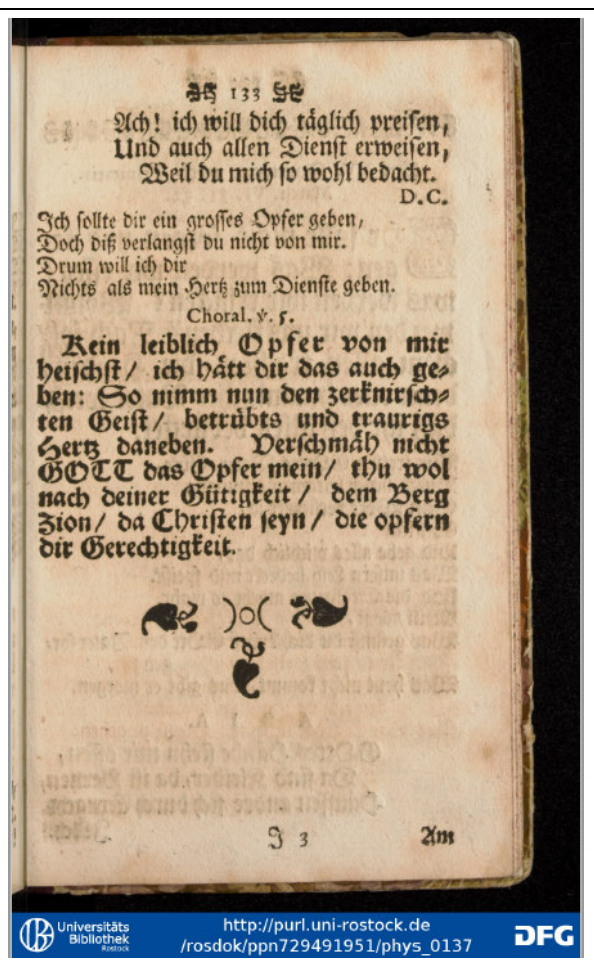 133
Ach! ich will dich täglich preisen,
Und auch allen Dienst erweisen,
Weil du mich so wohl bedacht.
D.C.
Ich sollte dir ein grosses Opfer geben,
Doch diß verlangst du nicht von mir.
Drum will ich dir
Nichts als mein Hertz zum Dienste geben.
Choral. v. 5.
Kein leiblich Opfer von mir
heischst/ ich hätt dir das auch ge-
ben: So nimm nun den zerknirsch-
ten Geist/ betrübts und traurigs
Hertz daneben. Verschmäh nicht
GOTT das Opfer mein/ thu wol
nach deiner Gütigkeit/ dem Berg
Zion/ da Christen seyn/ die opfern
dir Gerechtigkeit.
)o(
J 3 Am
Universitäts
Bibliothek
Rostock
http://purl.uni-rostock.de
/rosdok/ppn729491951/phys_0137
DFG